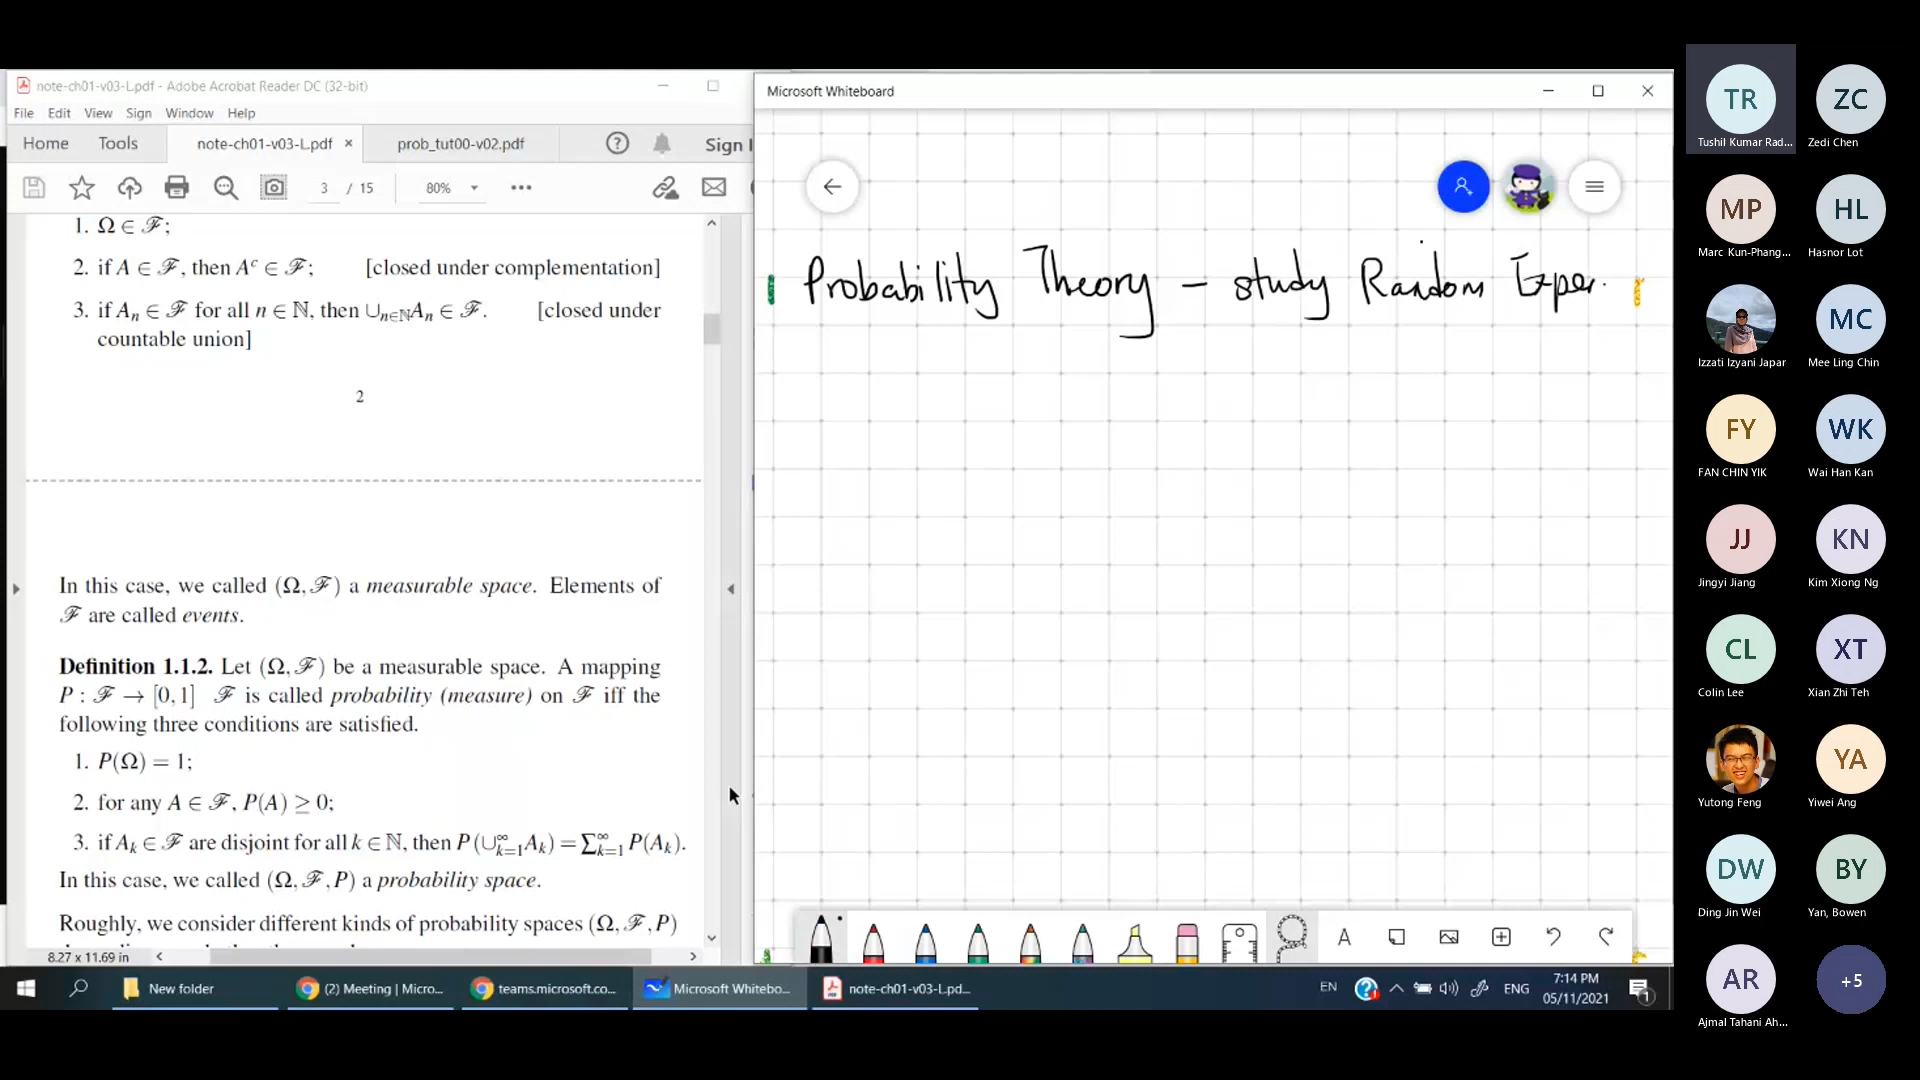 note-ch01-v03-L.pdf - Adobe Acrobat Reader DC (32-bit)
File Edit View Sign Window Help
Home Tools note-ch01-v03-L.pdf × prob_tut00-v02.pdf Sign I
3 / 15 80%
1. Ω ∈ ℱ;
2. if A ∈ ℱ, then Aᶜ ∈ ℱ; [closed under complementation]
3. if Aₙ ∈ ℱ for all n ∈ ℕ, then ∪ₙ∈ℕAₙ ∈ ℱ. [closed under
countable union]
2
In this case, we called (Ω, ℱ) a measurable space. Elements of
ℱ are called events.
Definition 1.1.2. Let (Ω, ℱ) be a measurable space. A mapping
P : ℱ → [0, 1] ℱ is called probability (measure) on ℱ iff the
following three conditions are satisfied.
1. P(Ω) = 1;
2. for any A ∈ ℱ, P(A) ≥ 0;
3. if Aₖ ∈ ℱ are disjoint for all k ∈ ℕ, then P(∪_{k=1}^∞ Aₖ) = ∑_{k=1}^∞ P(Aₖ).
In this case, we called (Ω, ℱ, P) a probability space.
Roughly, we consider different kinds of probability spaces (Ω, ℱ, P)
8.27 x 11.69 in
Microsoft Whiteboard
Probability Theory – study Random Exper.
New folder
(2) Meeting | Micro...
teams.microsoft.co...
Microsoft Whitebo...
note-ch01-v03-L.pd...
EN
ENG
7:14 PM
05/11/2021
1
TR ZC
Tushil Kumar Rad... Zedi Chen
MP HL
Marc Kun-Phang... Hasnor Lot
MC
Izzati Izyani Japar Mee Ling Chin
FY WK
FAN CHIN YIK Wai Han Kan
JJ KN
Jingyi Jiang Kim Xiong Ng
CL XT
Colin Lee Xian Zhi Teh
YA
Yutong Feng Yiwei Ang
DW BY
Ding Jin Wei Yan, Bowen
AR +5
Ajmal Tahani Ah...